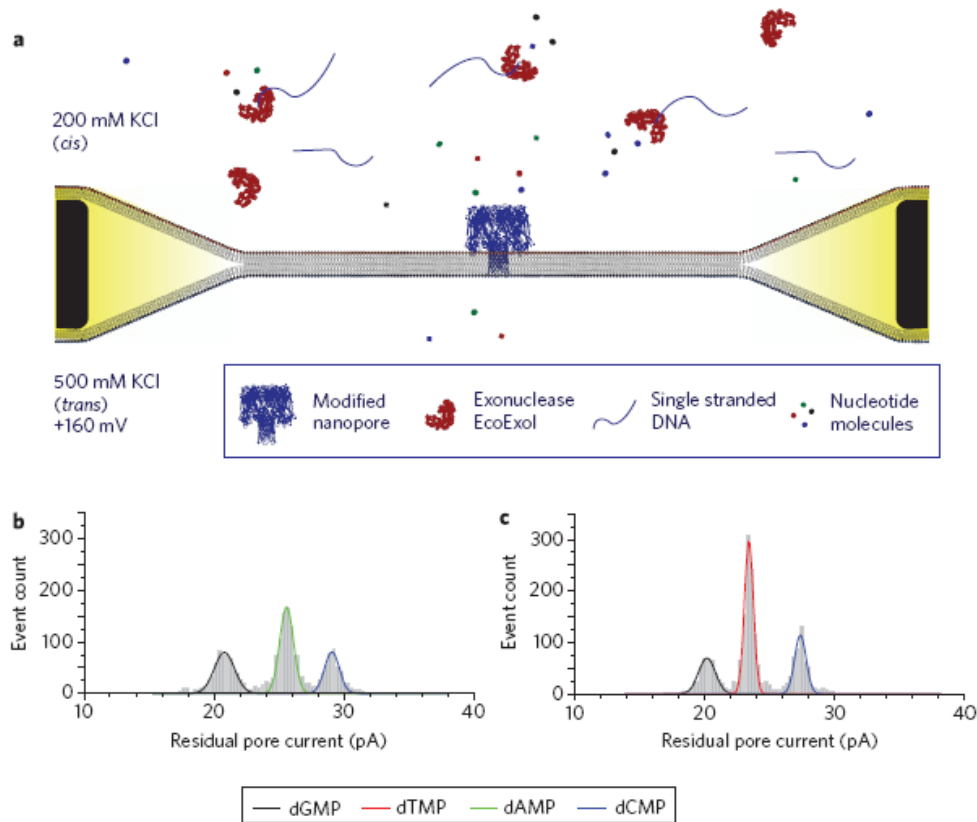 a
200 mM KCl
(cis)
500 mM KCl
(trans)
+160 mV
Modified
nanopore
Exonuclease
EcoExoI
Single stranded
DNA
Nucleotide
molecules
b
Event count
300
200
100
0
10
20
30
40
Residual pore current (pA)
c
Event count
300
200
100
0
10
20
30
40
Residual pore current (pA)
dGMP
dTMP
dAMP
dCMP